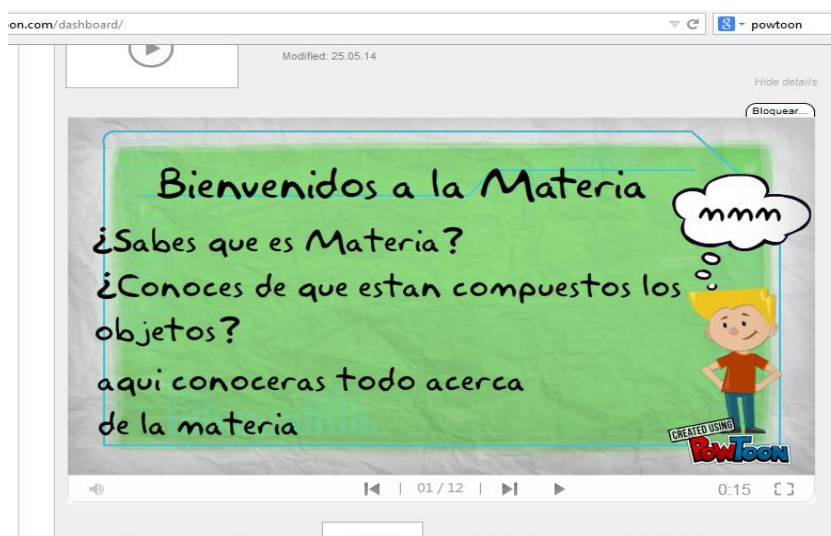 on.com/dashboard/
powtoon
Modified: 25.05.14
Hide details
Bloquear...
Bienvenidos a la Materia
mmm
¿Sabes que es Materia?
¿Conoces de que estan compuestos los
objetos?
aqui conoceras todo acerca
de la materia
CREATED USING
POWTOON
01 / 12
0:15